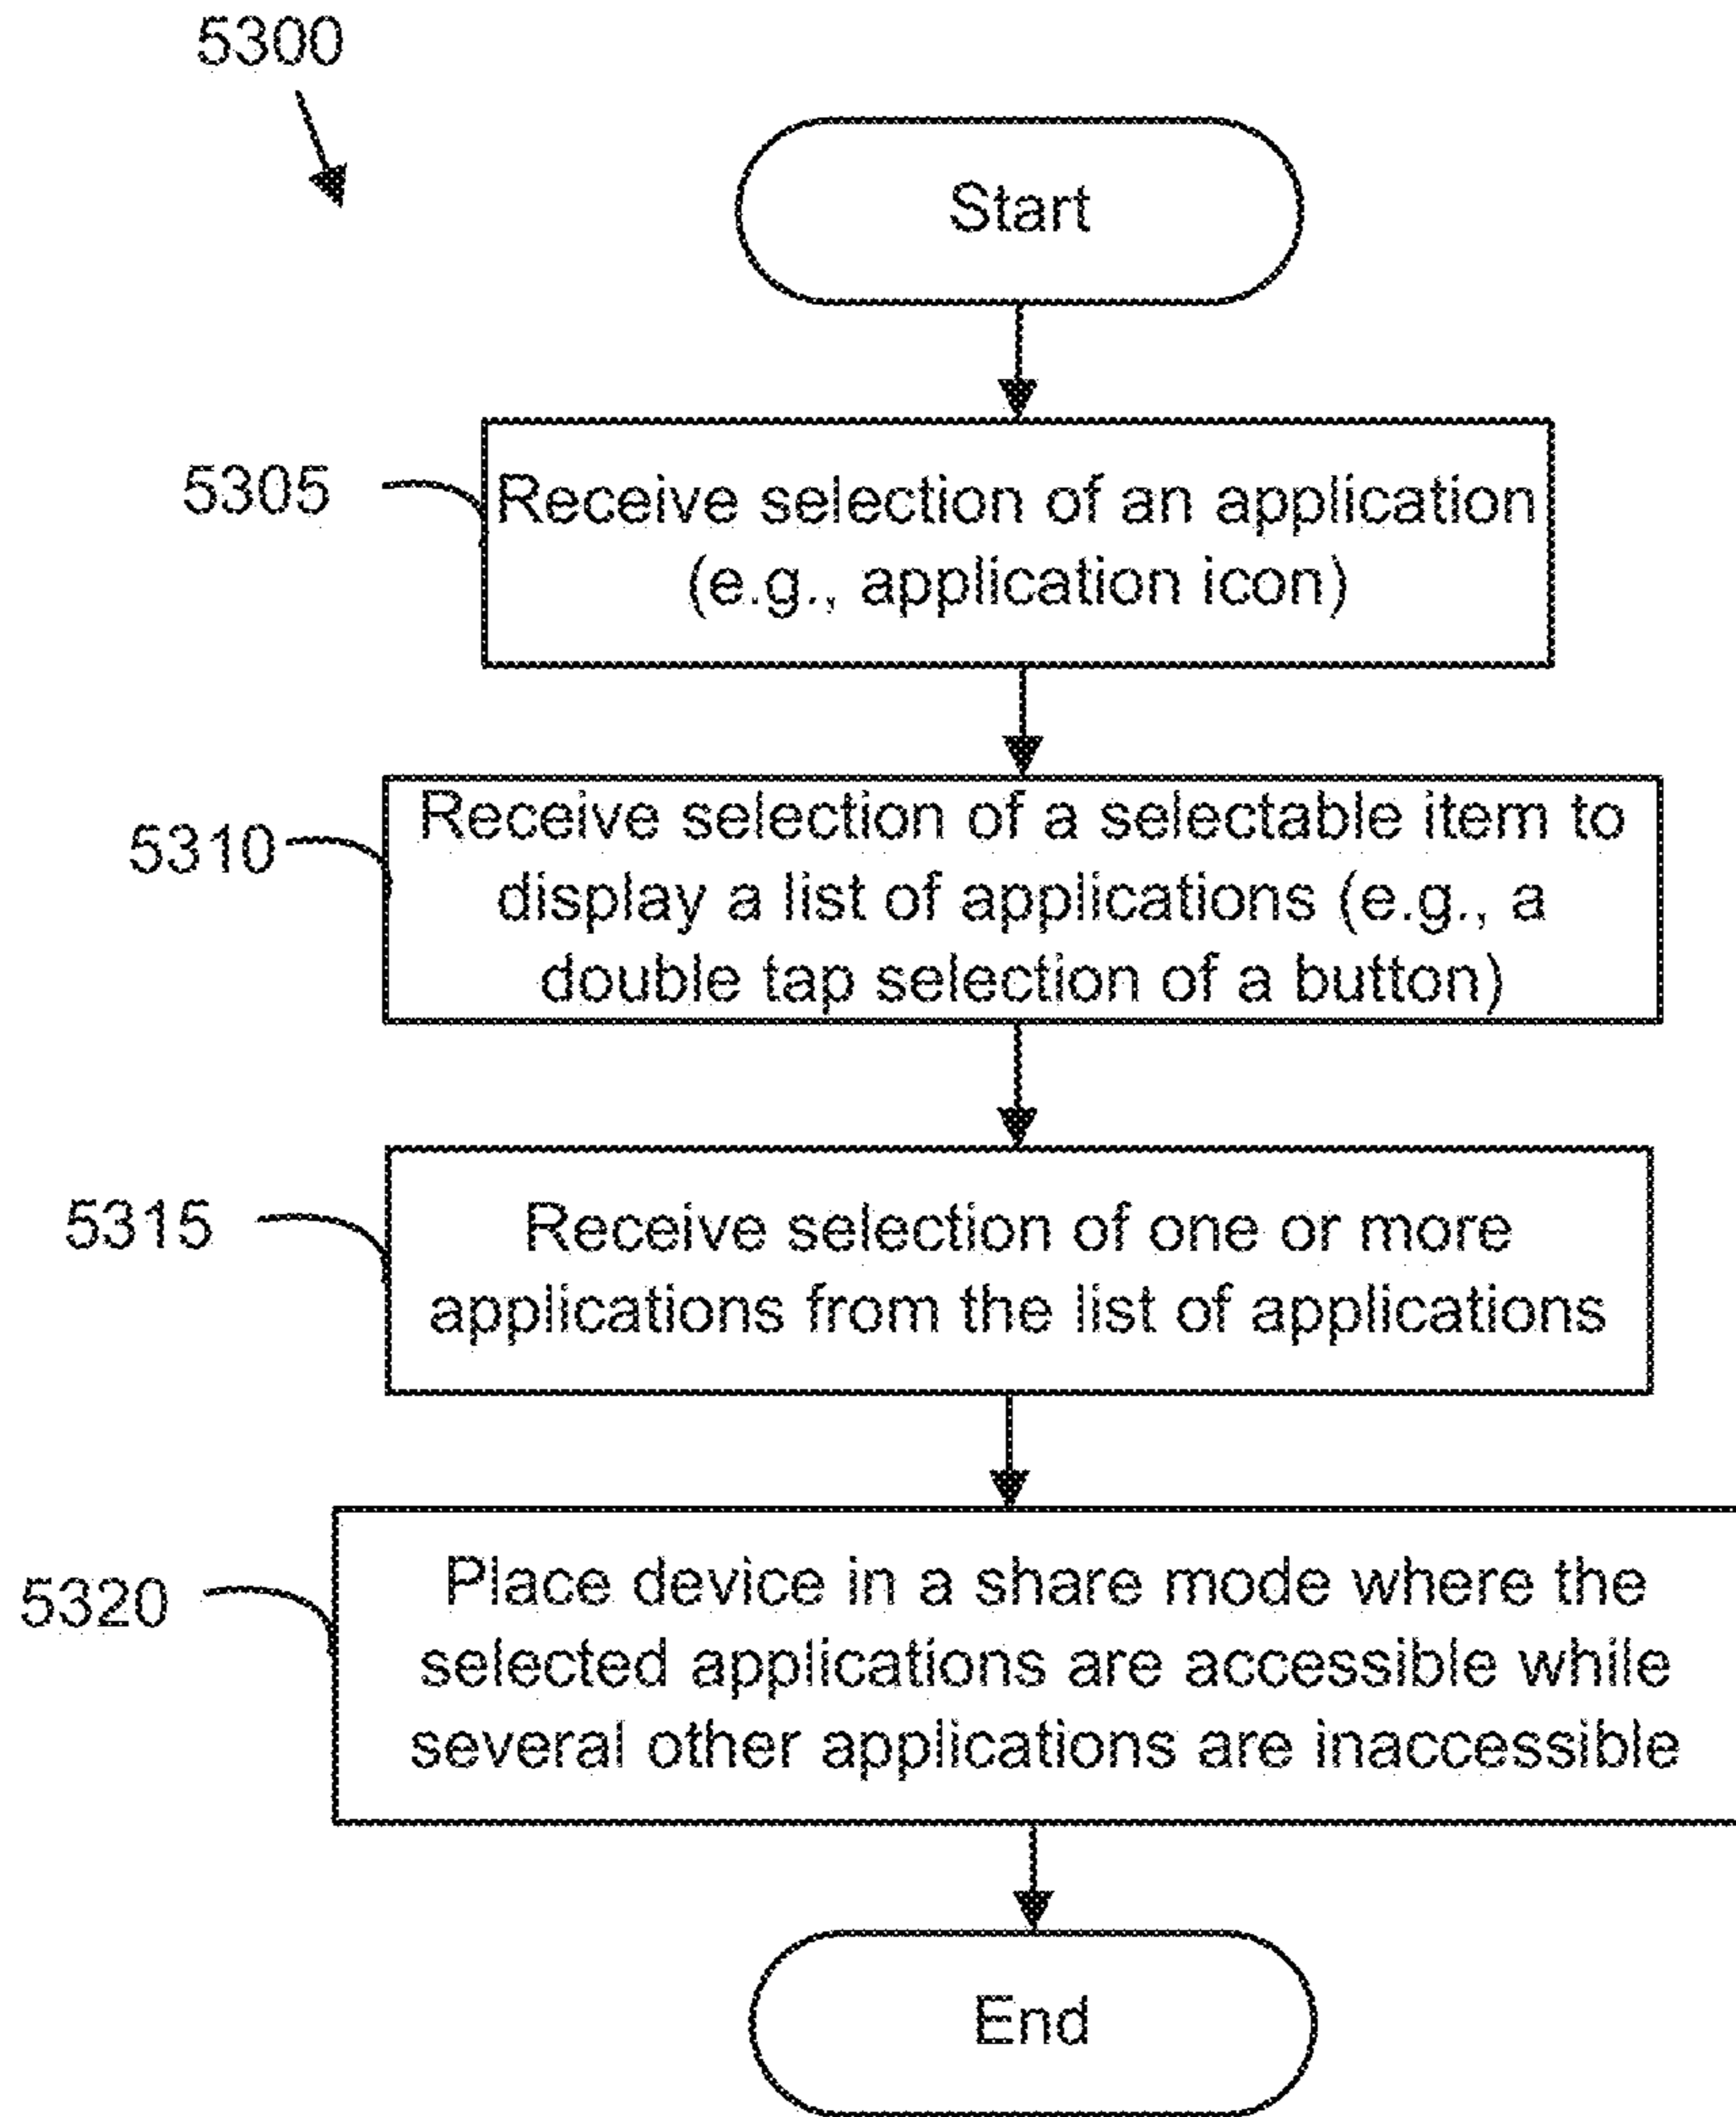 5300
Start
5305
Receive selection of an application
(e.g., application icon)
5310
Receive selection of a selectable item to
display a list of applications (e.g., a
double tap selection of a button)
5315
Receive selection of one or more
applications from the list of applications
5320
Place device in a share mode where the
selected applications are accessible while
several other applications are inaccessible
End